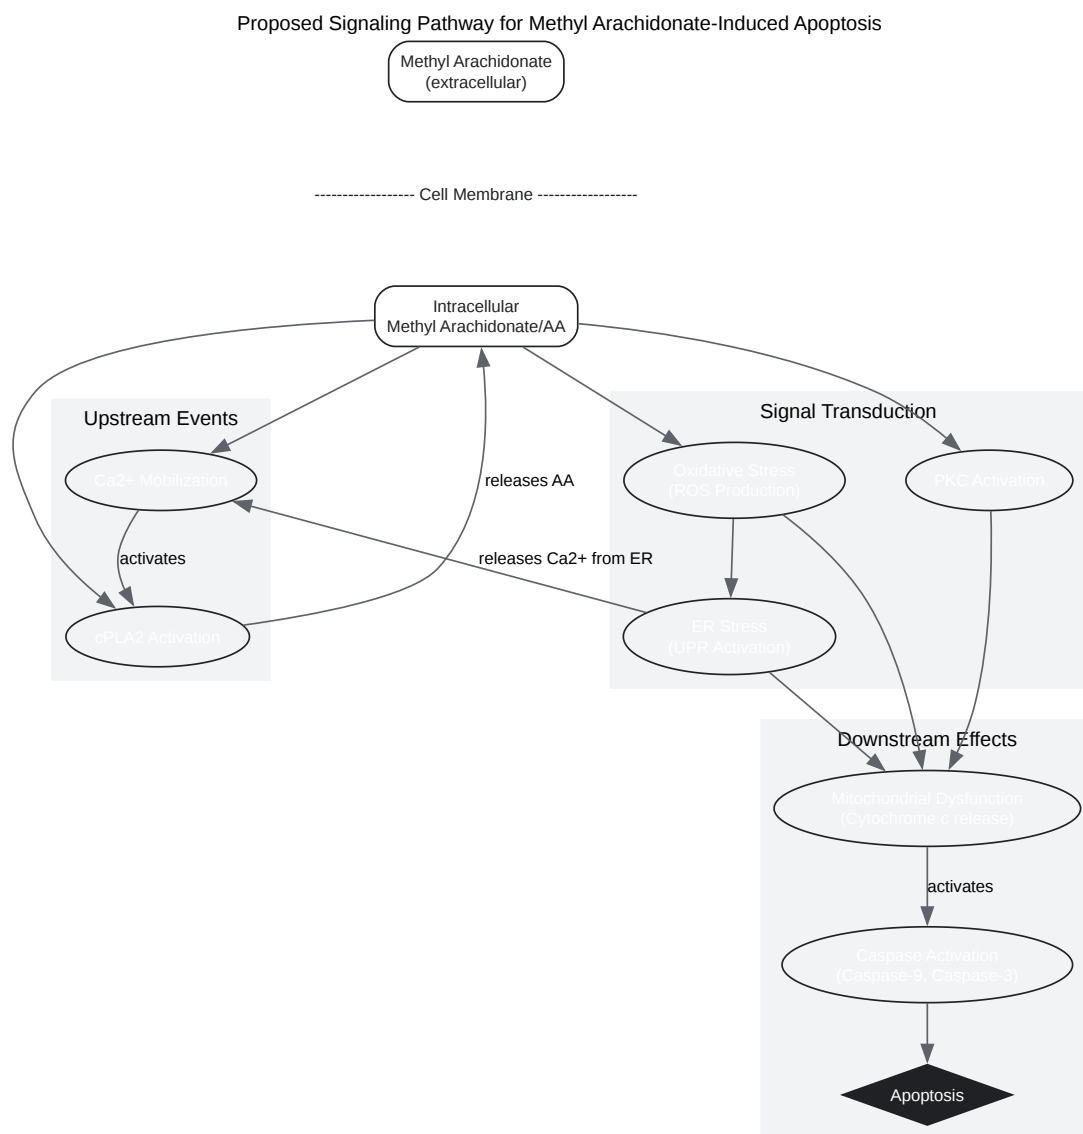 Proposed Signaling Pathway for Methyl Arachidonate-Induced Apoptosis
Methyl Arachidonate
(extracellular)
------------------ Cell Membrane ------------------
Intracellular
Methyl Arachidonate/AA
Upstream Events
Signal Transduction
Ca2+ Mobilization
releases AA
Oxidative Stress
(ROS Production)
PKC Activation
activates
releases Ca2+ from ER
cPLA2 Activation
ER Stress
(UPR Activation)
Downstream Effects
Mitochondrial Dysfunction
(Cytochrome c release)
activates
Caspase Activation
(Caspase-9, Caspase-3)
Apoptosis